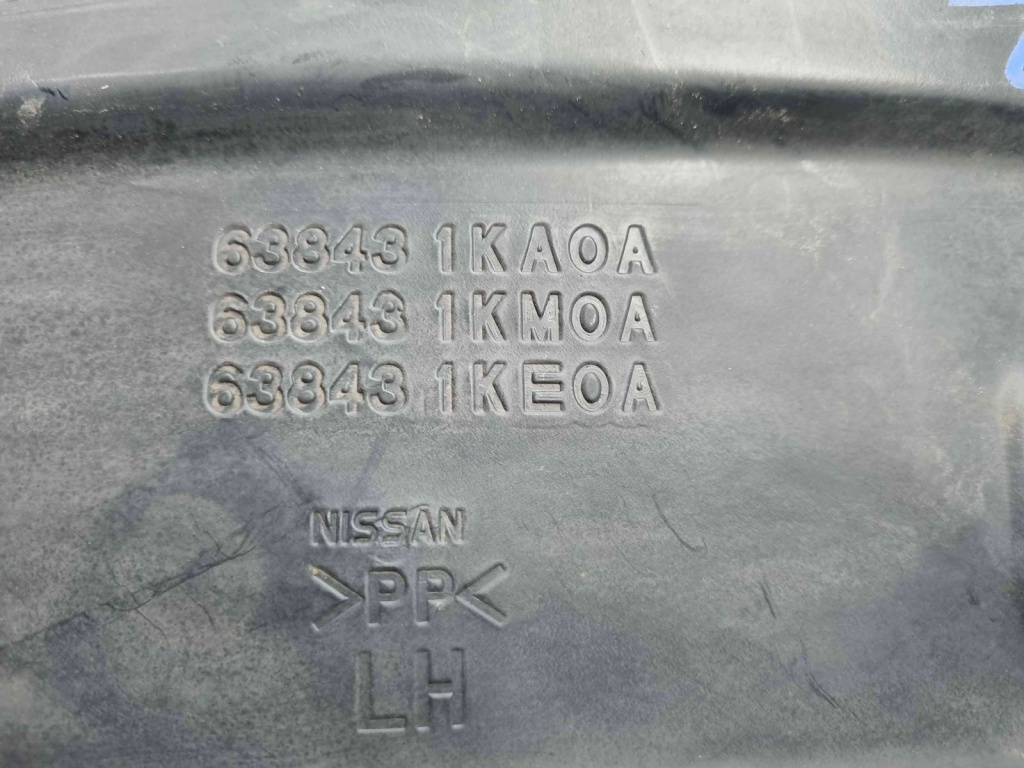 63843 1KA0A
63843 1KM0A
63843 1KE0A
NISSAN
>PP<
LH